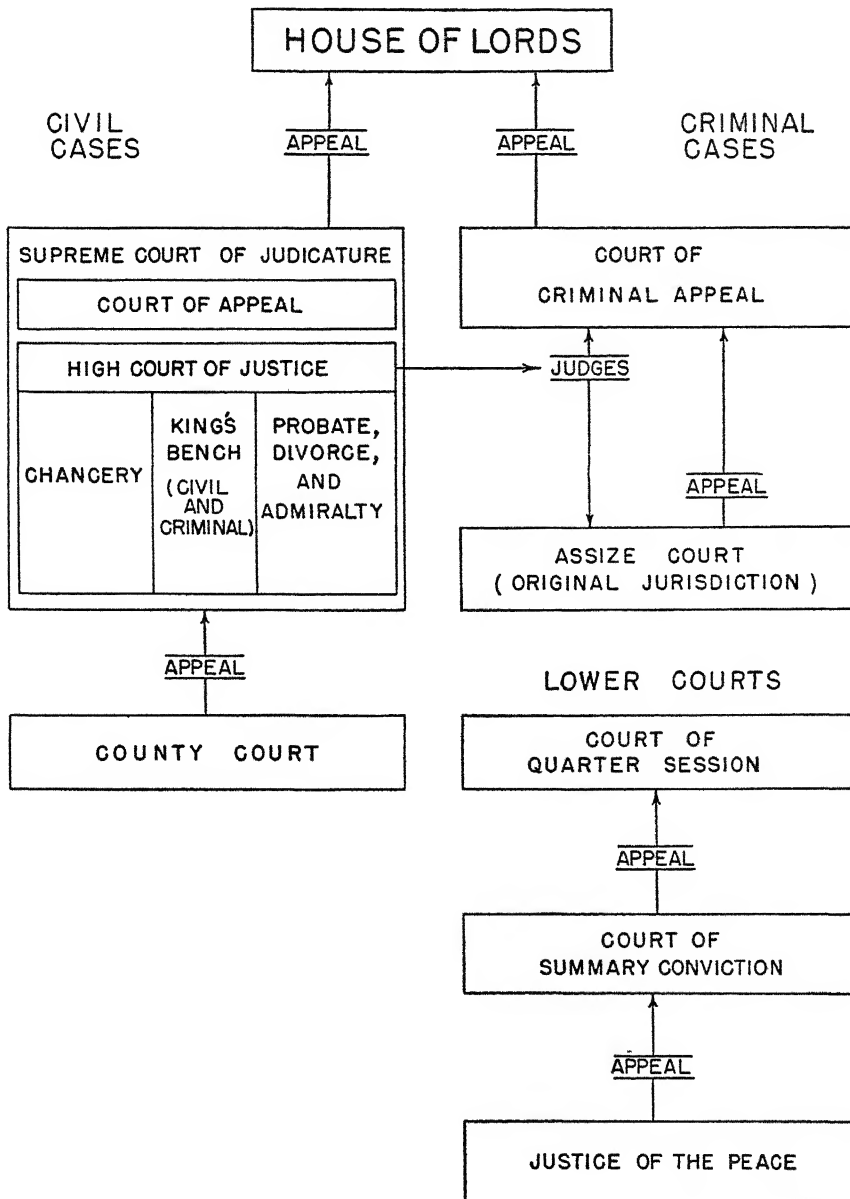 HOUSE OF LORDS
CIVIL
CASES
CRIMINAL
CASES
APPEAL
APPEAL
SUPREME COURT OF JUDICATURE
COURT OF APPEAL
HIGH COURT OF JUSTICE
CHANCERY
KING'S
BENCH
(CIVIL
AND
CRIMINAL)
PROBATE,
DIVORCE,
AND
ADMIRALTY
COURT OF
CRIMINAL APPEAL
JUDGES
APPEAL
ASSIZE COURT
(ORIGINAL JURISDICTION)
APPEAL
COUNTY COURT
LOWER COURTS
COURT OF
QUARTER SESSION
APPEAL
COURT OF
SUMMARY CONVICTION
APPEAL
JUSTICE OF THE PEACE